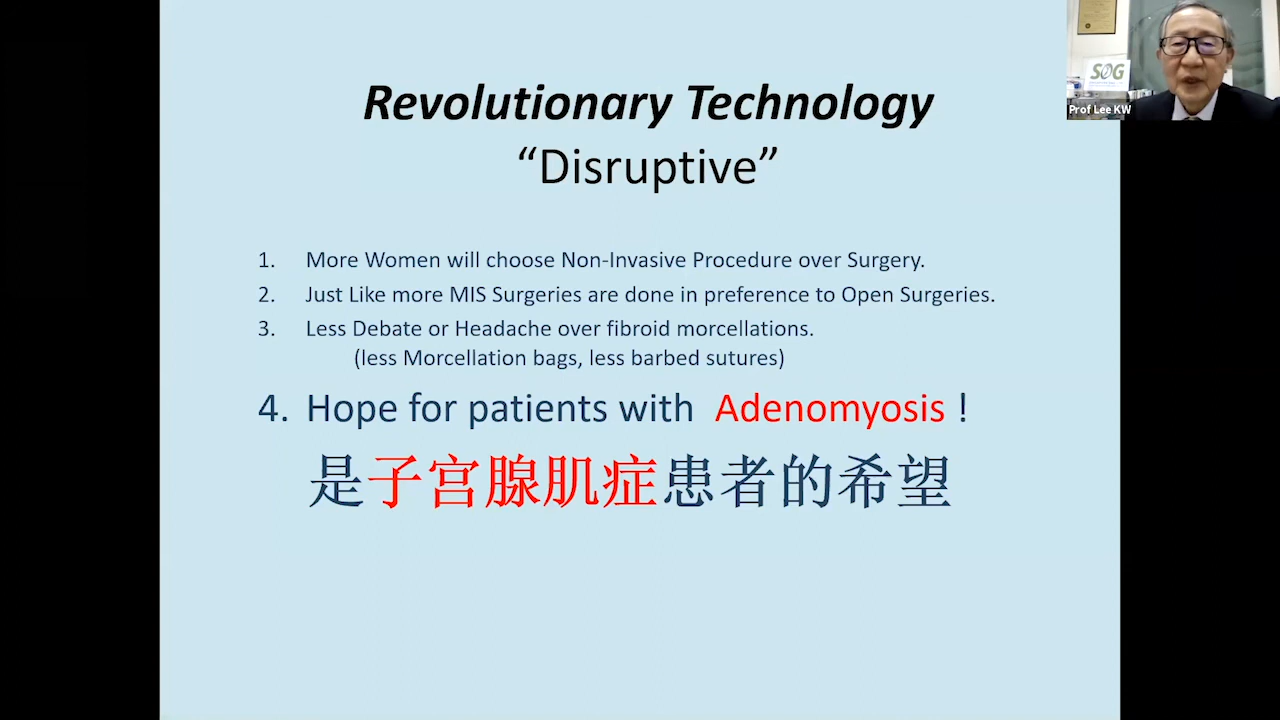 Revolutionary Technology
“Disruptive”
1. More Women will choose Non-Invasive Procedure over Surgery.
2. Just Like more MIS Surgeries are done in preference to Open Surgeries.
3. Less Debate or Headache over fibroid morcellations.
(less Morcellation bags, less barbed sutures)
4. Hope for patients with Adenomyosis !
是子宫腺肌症患者的希望
SOG
Prof Lee KW